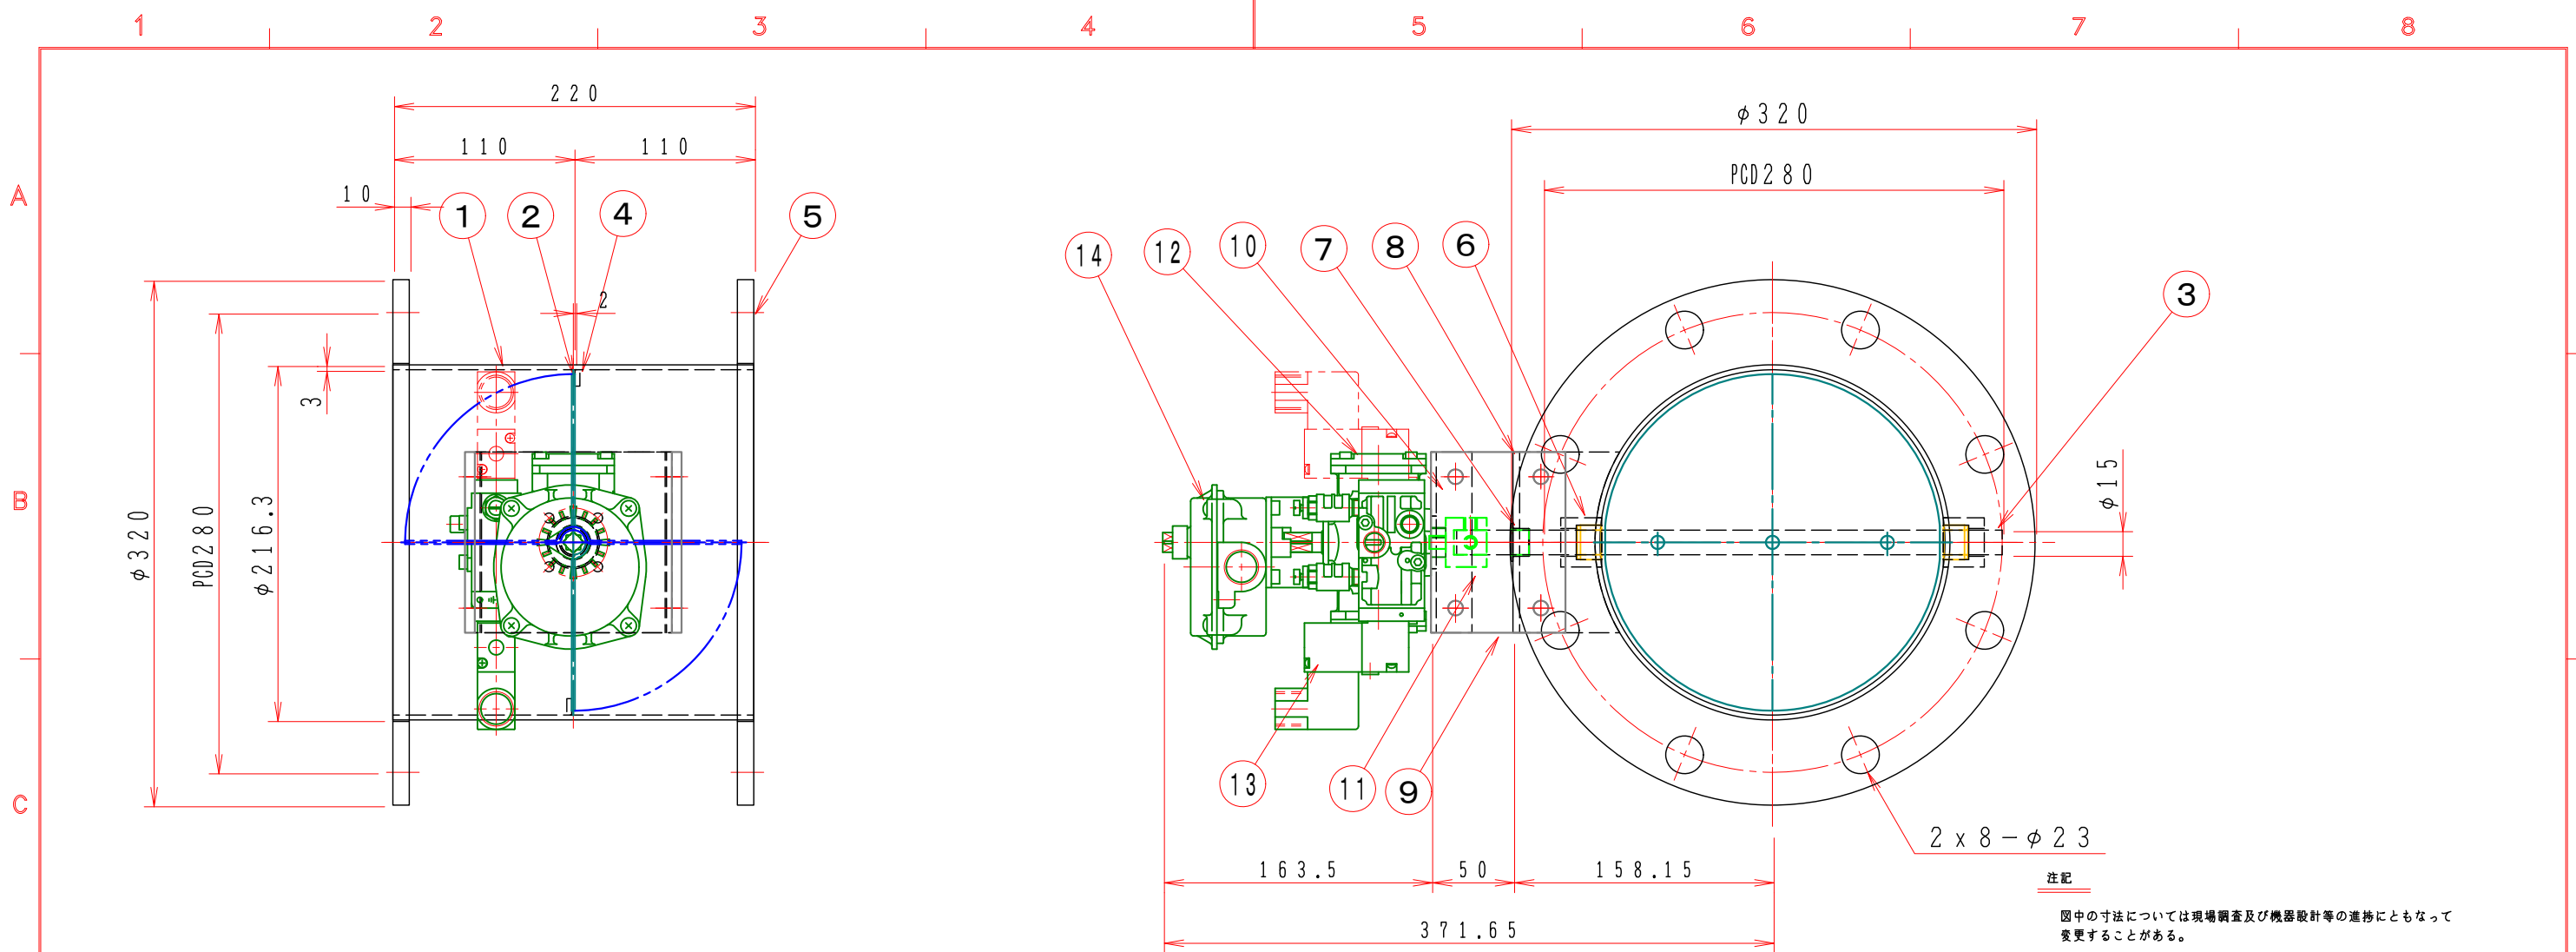 1 2 3 4 5 6 7 8
A
B
C
220
110 110
10
1 2 4 5
2
φ320
PCD280
φ216.3
3
φ320
PCD280
14 12 10 7 8 6 3
φ15
13 11 9
2x8-φ23
163.5 50 158.15
371.65
注記
図中の寸法については現場調査及び機器設計等の進捗にともなって
変更することがある。